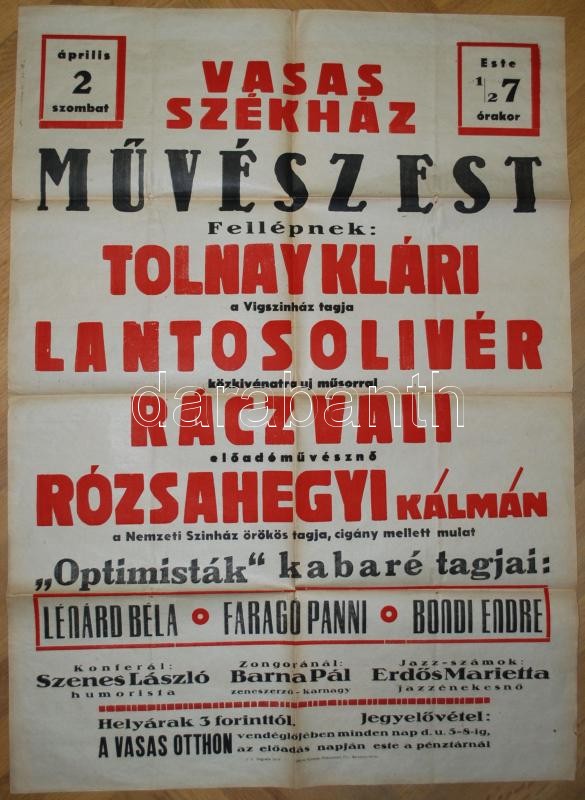 április
2
szombat
Este
1/2 7
órakor
VASAS
SZÉKHÁZ
MŰVÉSZEST
Fellépnek:
TOLNAY KLÁRI
a Vigszinház tagja
LANTOS OLIVÉR
közkivánatra uj műsorral
RÁCZ VALI
előadóművésznő
RÓZSAHEGYI KÁLMÁN
a Nemzeti Szinház örökös tagja, cigány mellett mulat
„Optimisták“ kabaré tagjai:
LÉNÁRD BÉLA FARAGÓ PANNI BONDI ENDRE
Konferál:
Szenes László
humorista
Zongoránál:
Barna Pál
zeneszerző-karnagy
Jazz-számok:
Erdős Marietta
jazzénekesnő
Helyárak 3 forinttól. Jegyelővétel:
A VASAS OTTHON
vendéglőjében minden nap d. u. 5-8-ig,
az előadás napján este a pénztárnál
darabanth